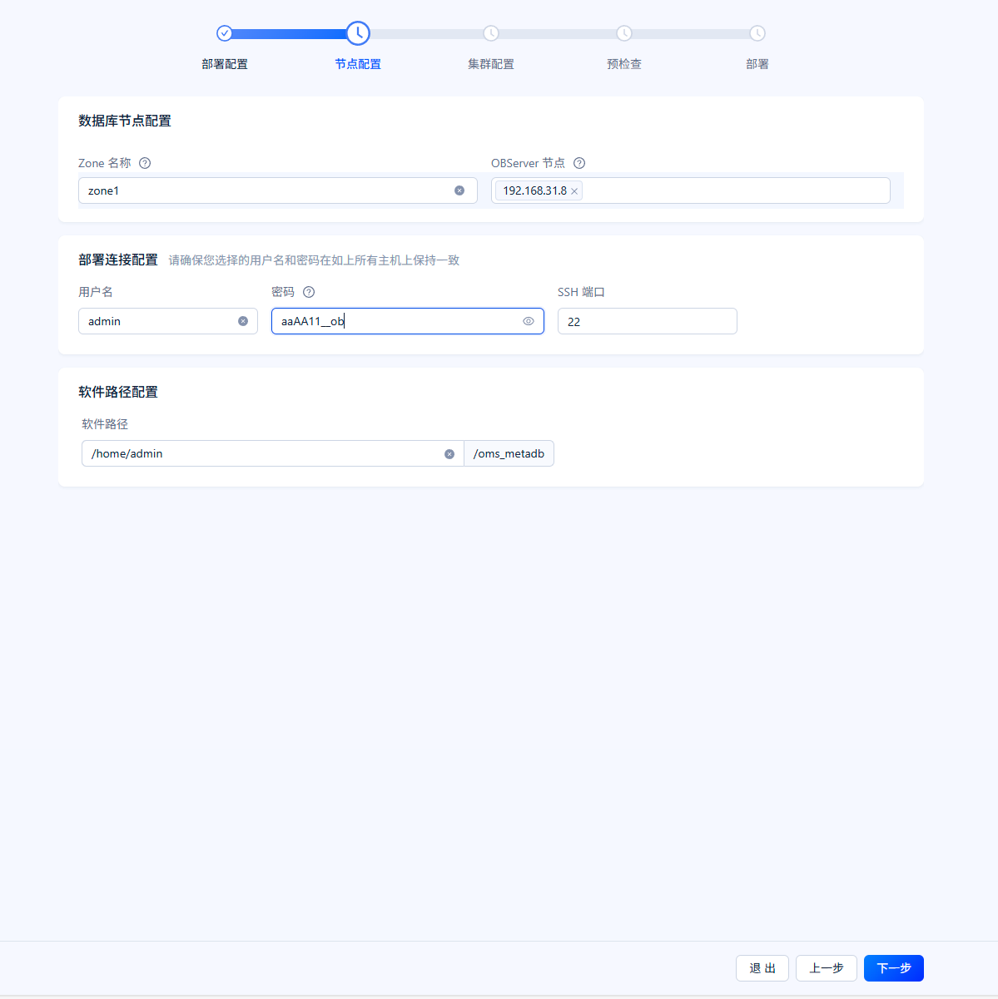 部署配置 节点配置 集群配置 预检查 部署
数据库节点配置
Zone 名称 OBServer 节点
zone1 192.168.31.8
部署连接配置 请确保您选择的用户名和密码在如上所有主机上保持一致
用户名 密码 SSH 端口
admin aaAA11__ob 22
软件路径配置
软件路径
/home/admin /oms_metadb
退 出 上一步 下一步